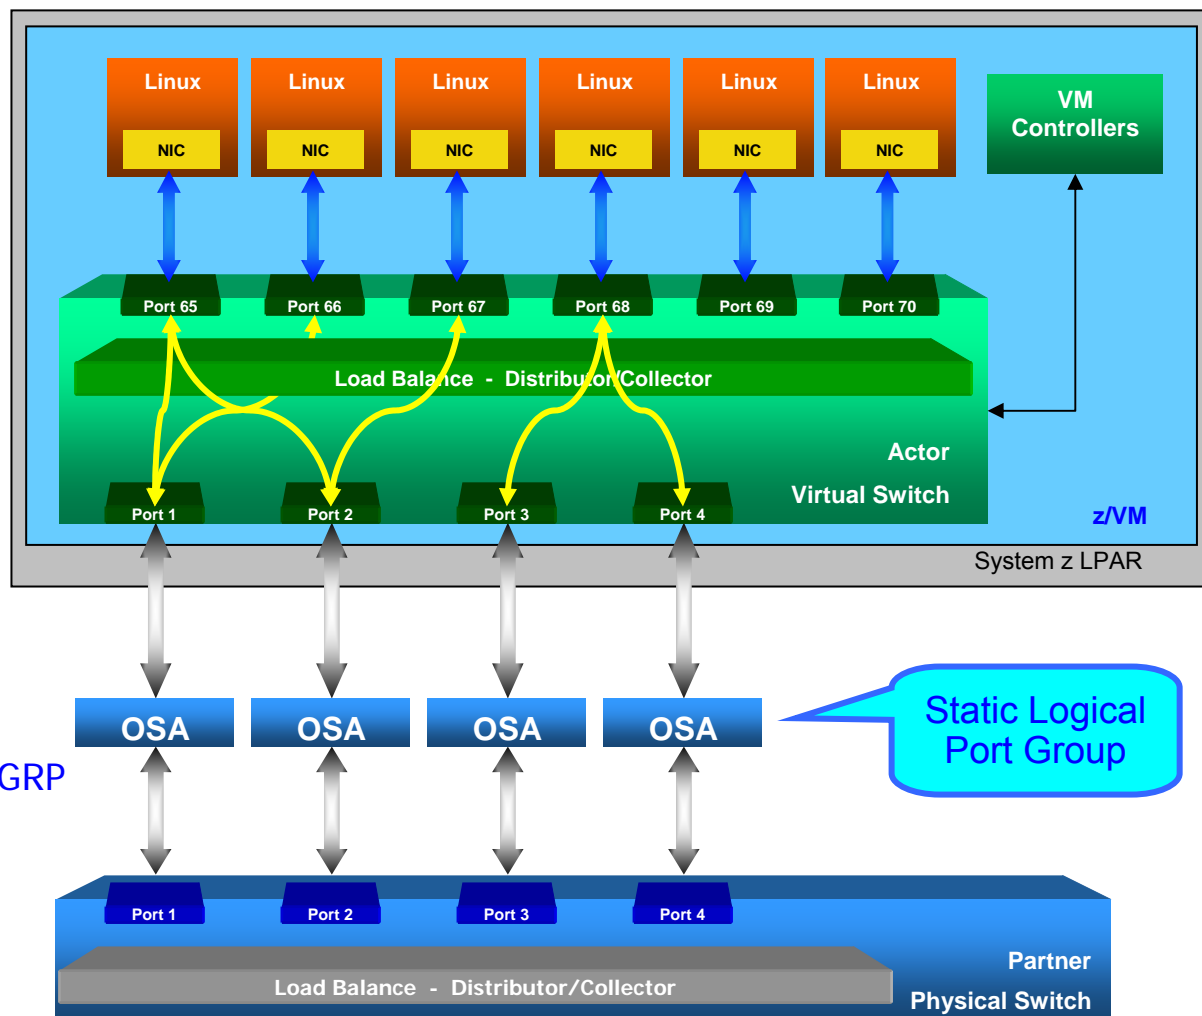 Linux
Linux
Linux
Linux
Linux
Linux
NIC
NIC
NIC
NIC
NIC
NIC
VM
Controllers
Port 65
Port 66
Port 67
Port 68
Port 69
Port 70
Load Balance - Distributor/Collector
Actor
Virtual Switch
Port 1
Port 2
Port 3
Port 4
z/VM
System z LPAR
OSA
OSA
OSA
OSA
Static Logical
Port Group
GRP
Port 1
Port 2
Port 3
Port 4
Partner
Load Balance - Distributor/Collector
Physical Switch